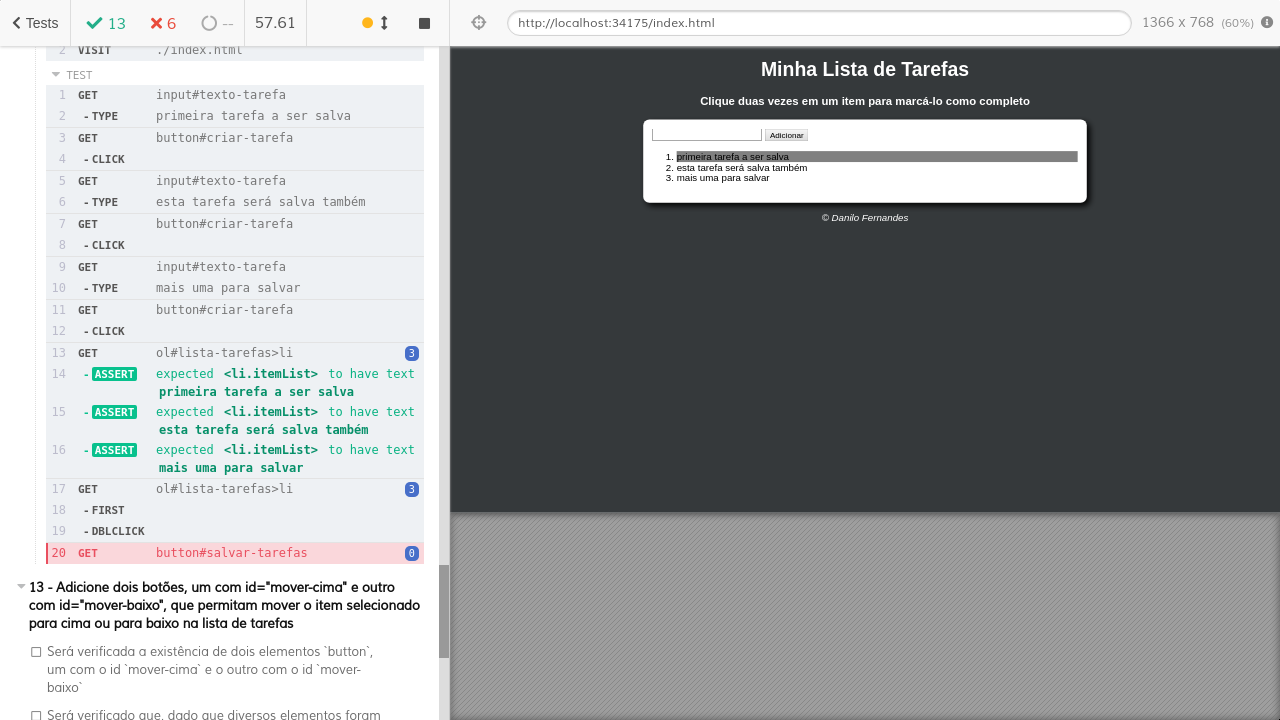 Tests 13 6 -- 57.61
2 VISIT ./index.html
TEST
1 GET input#texto-tarefa
2 -TYPE primeira tarefa a ser salva
3 GET button#criar-tarefa
4 -CLICK
5 GET input#texto-tarefa
6 -TYPE esta tarefa será salva também
7 GET button#criar-tarefa
8 -CLICK
9 GET input#texto-tarefa
10 -TYPE mais uma para salvar
11 GET button#criar-tarefa
12 -CLICK
13 GET ol#lista-tarefas>li 3
14 -ASSERT expected <li.itemList> to have text
primeira tarefa a ser salva
15 -ASSERT expected <li.itemList> to have text
esta tarefa será salva também
16 -ASSERT expected <li.itemList> to have text
mais uma para salvar
17 GET ol#lista-tarefas>li 3
18 -FIRST
19 -DBLCLICK
20 GET button#salvar-tarefas 0
13 - Adicione dois botões, um com id="mover-cima" e outro
com id="mover-baixo", que permitam mover o item selecionado
para cima ou para baixo na lista de tarefas
Será verificada a existência de dois elementos `button`,
um com o id `mover-cima` e o outro com o id `mover-
baixo`
Será verificado que, dado que diversos elementos foram
http://localhost:34175/index.html 1366 x 768 (60%)
Minha Lista de Tarefas
Clique duas vezes em um item para marcá-lo como completo
Adicionar
1. primeira tarefa a ser salva
2. esta tarefa será salva também
3. mais uma para salvar
© Danilo Fernandes